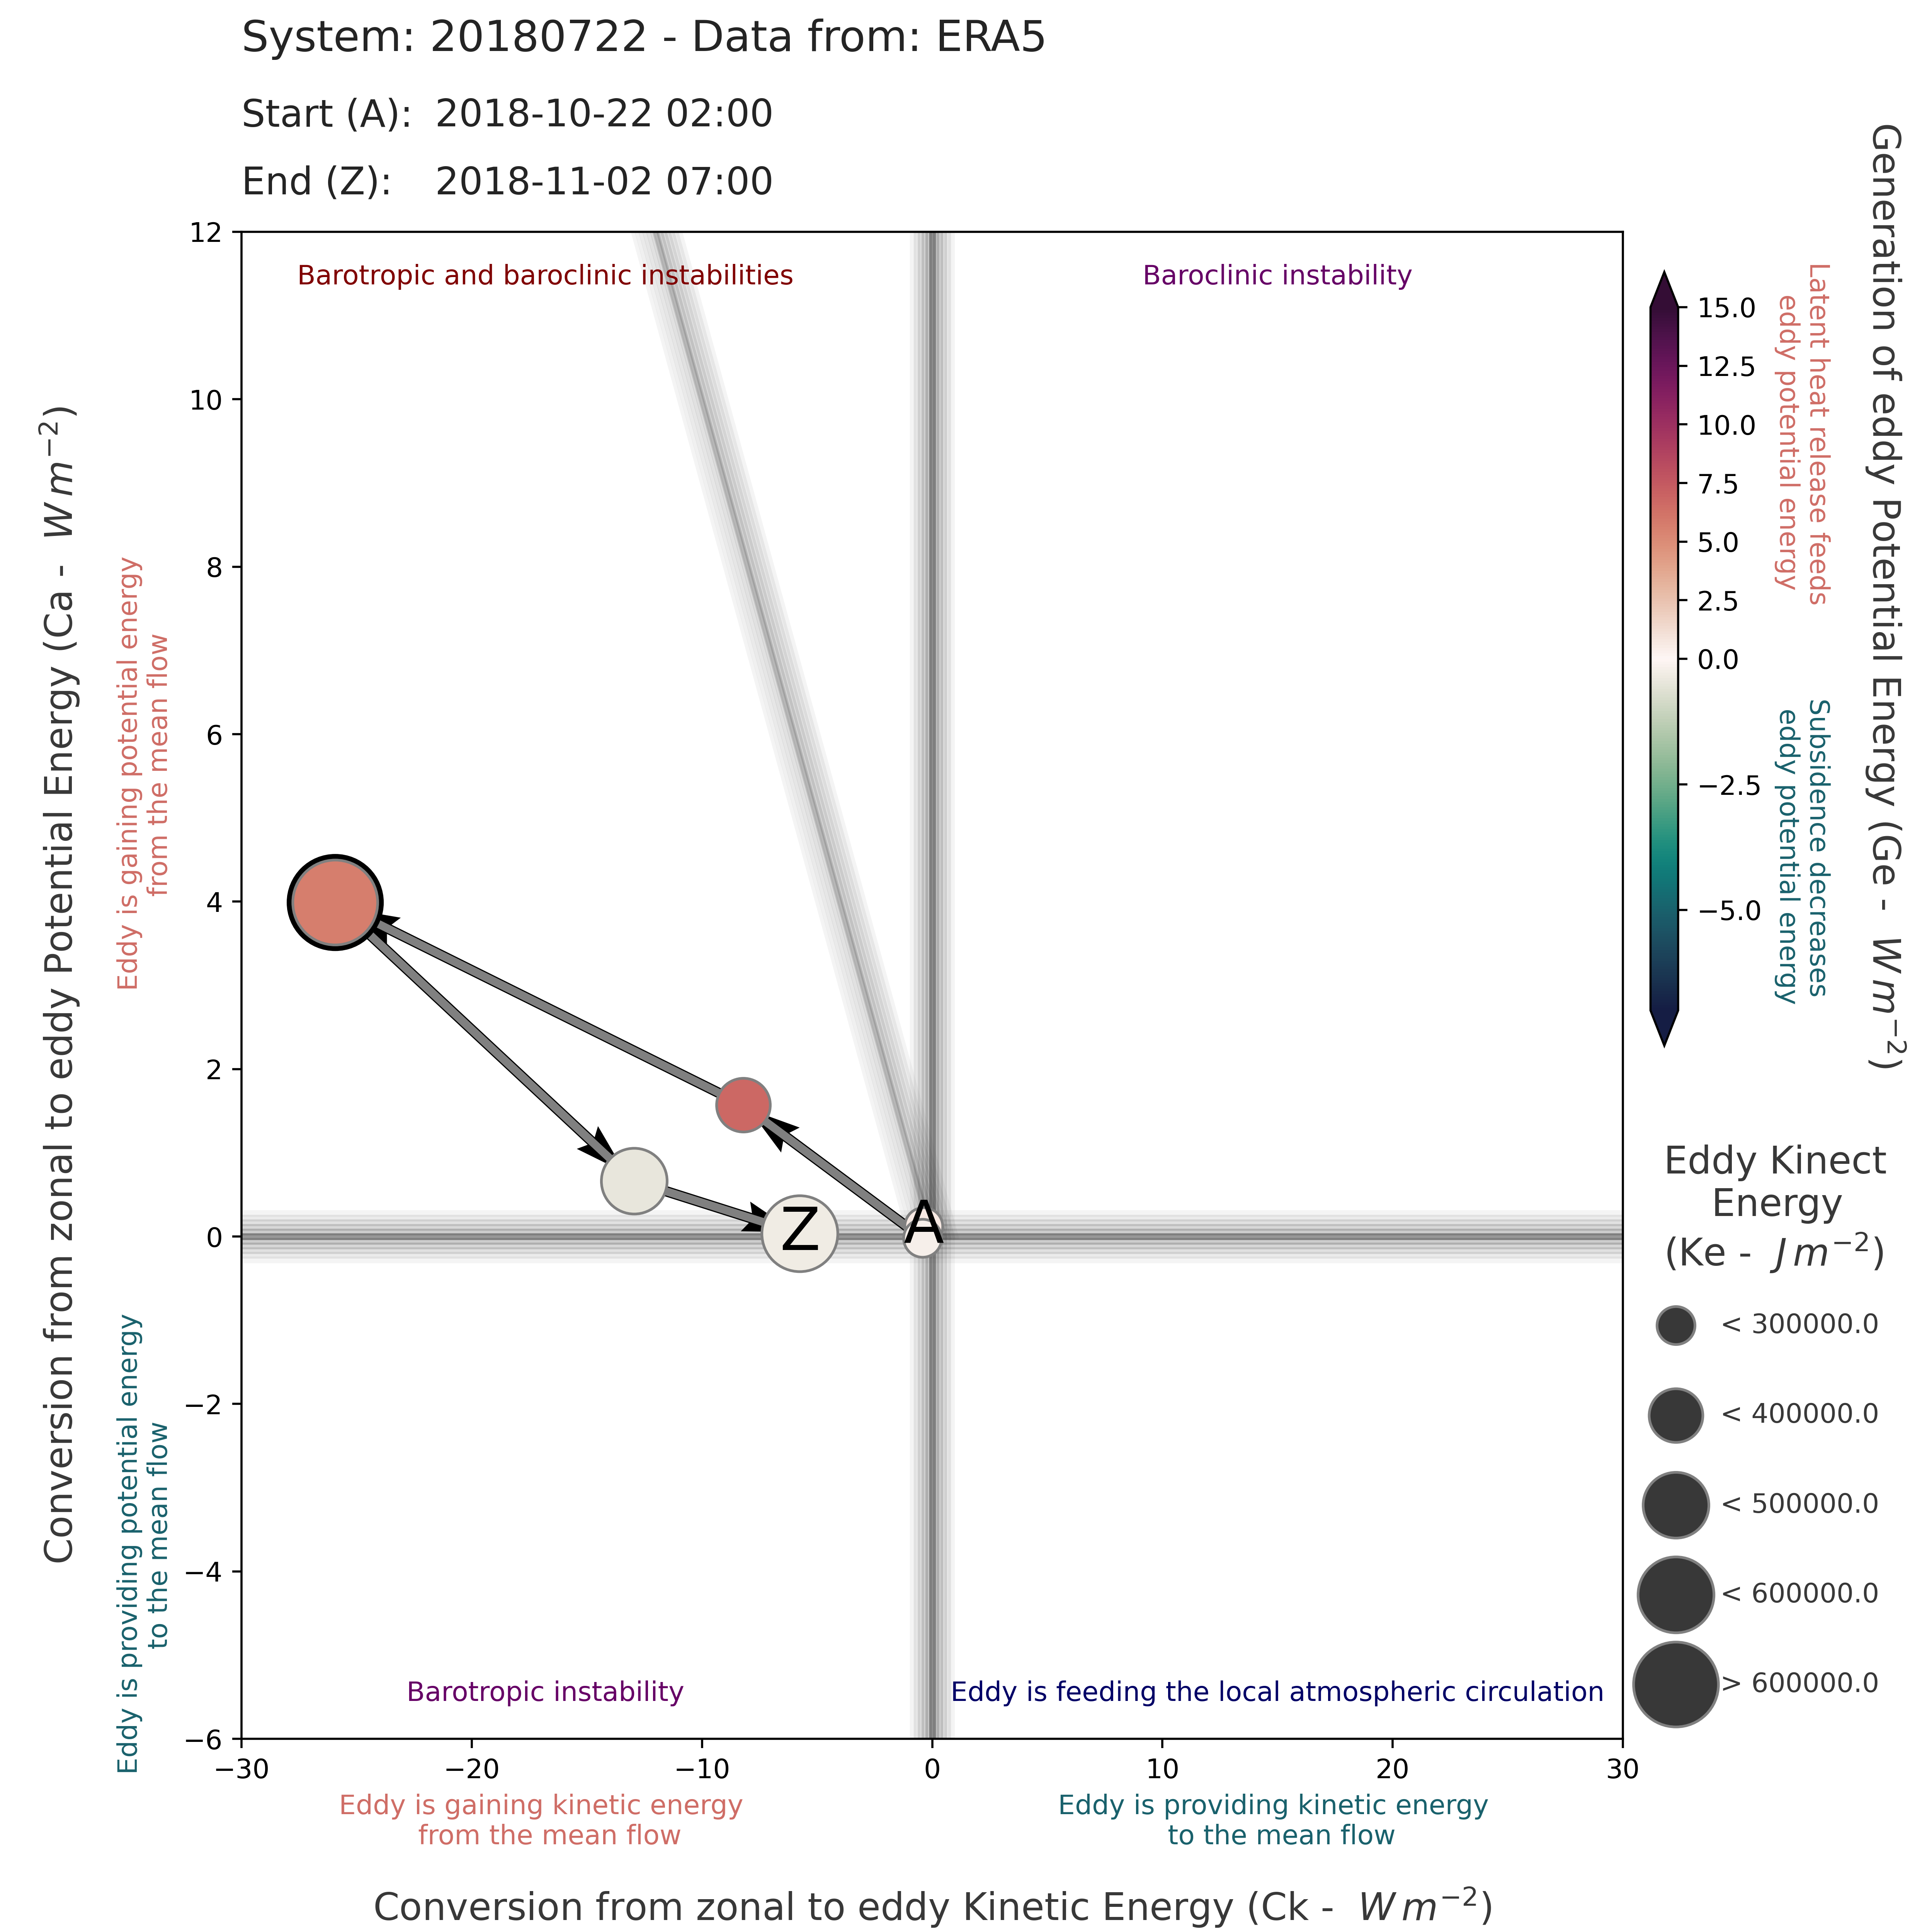 System: 20180722 - Data from: ERA5
Start (A): 2018-10-22 02:00
End (Z): 2018-11-02 07:00
Conversion from zonal to eddy Potential Energy (Ca - W m⁻²)
Eddy is gaining potential energy
from the mean flow
Eddy is providing potential energy
to the mean flow
12
10
8
6
4
2
0
−2
−4
−6
Barotropic and baroclinic instabilities
Baroclinic instability
Z
A
Barotropic instability
Eddy is feeding the local atmospheric circulation
−30
−20
−10
0
10
20
30
Eddy is gaining kinetic energy
from the mean flow
Eddy is providing kinetic energy
to the mean flow
Conversion from zonal to eddy Kinetic Energy (Ck - W m⁻²)
15.0
12.5
10.0
7.5
5.0
2.5
0.0
−2.5
−5.0
Latent heat release feeds
eddy potential energy
Subsidence decreases
eddy potential energy
Generation of eddy Potential Energy (Ge - W m⁻²)
Eddy Kinect
Energy
(Ke - J m⁻²)
< 300000.0
< 400000.0
< 500000.0
< 600000.0
> 600000.0